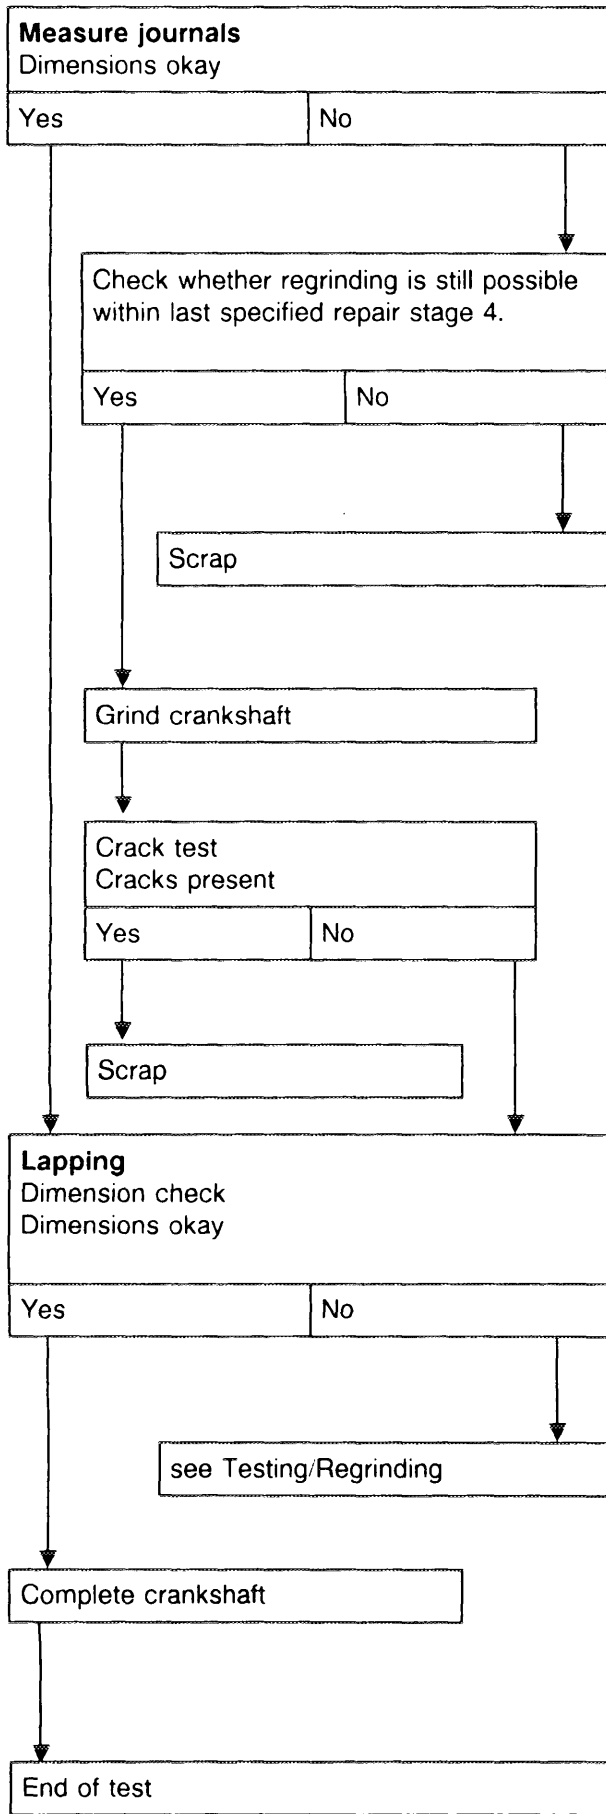 Measure journals
Dimensions okay
Yes
No
Check whether regrinding is still possible
within last specified repair stage 4.
Yes
No
Scrap
Grind crankshaft
Crack test
Cracks present
Yes
No
Scrap
Lapping
Dimension check
Dimensions okay
Yes
No
see Testing/Regrinding
Complete crankshaft
End of test